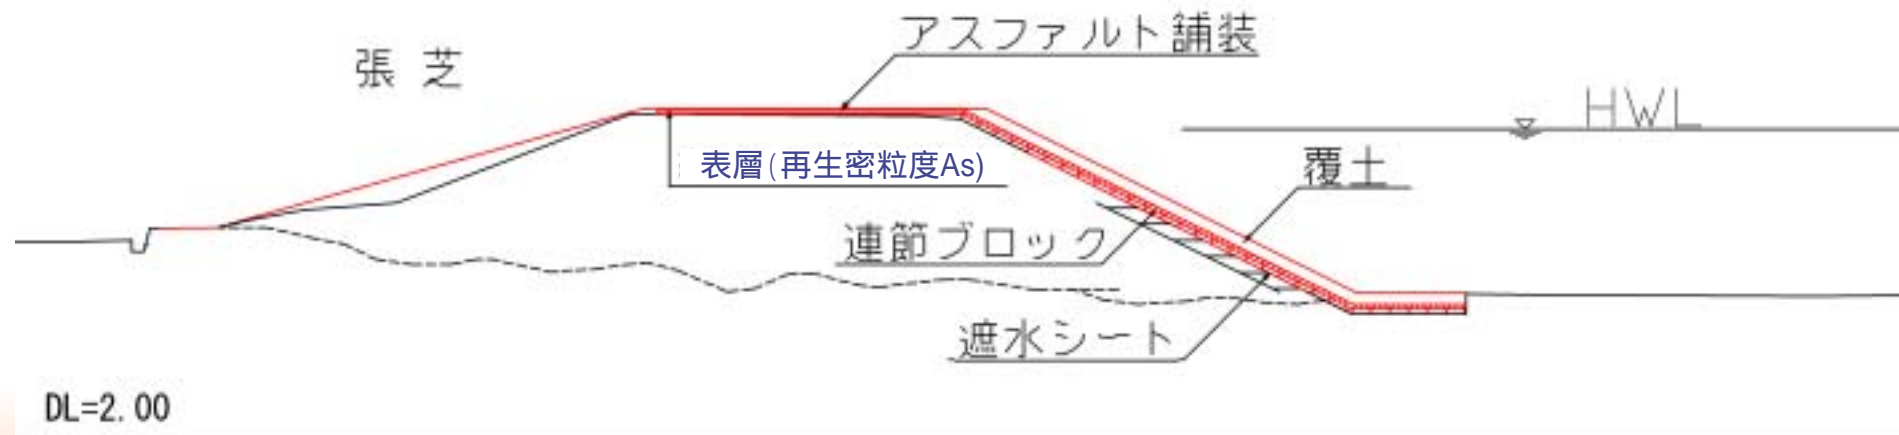 アスファルト舗装
張芝
HWL
表層(再生密粒度As)
覆土
連節ブロック
遮水シート
DL=2.00